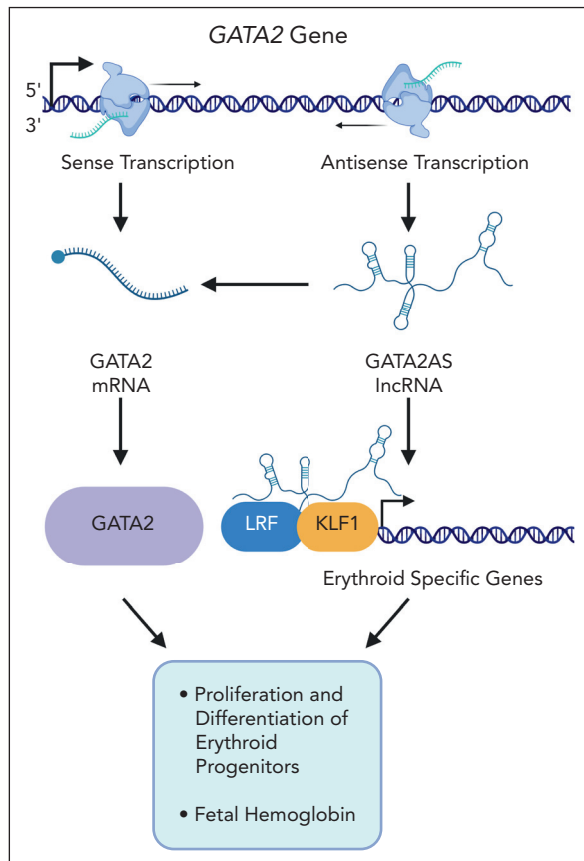 GATA2 Gene
5'
3'
Sense Transcription
Antisense Transcription
GATA2
mRNA
GATA2AS
lncRNA
GATA2
LRF
KLF1
Erythroid Specific Genes
• Proliferation and
Differentiation of
Erythroid
Progenitors
• Fetal Hemoglobin